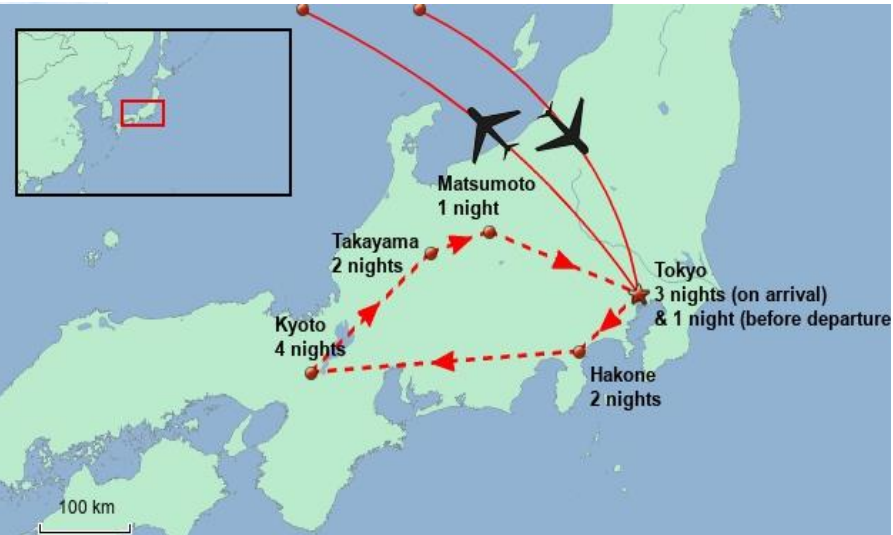 Matsumoto
1 night
Takayama
2 nights
Tokyo
3 nights (on arrival)
& 1 night (before departure
Kyoto
4 nights
Hakone
2 nights
100 km